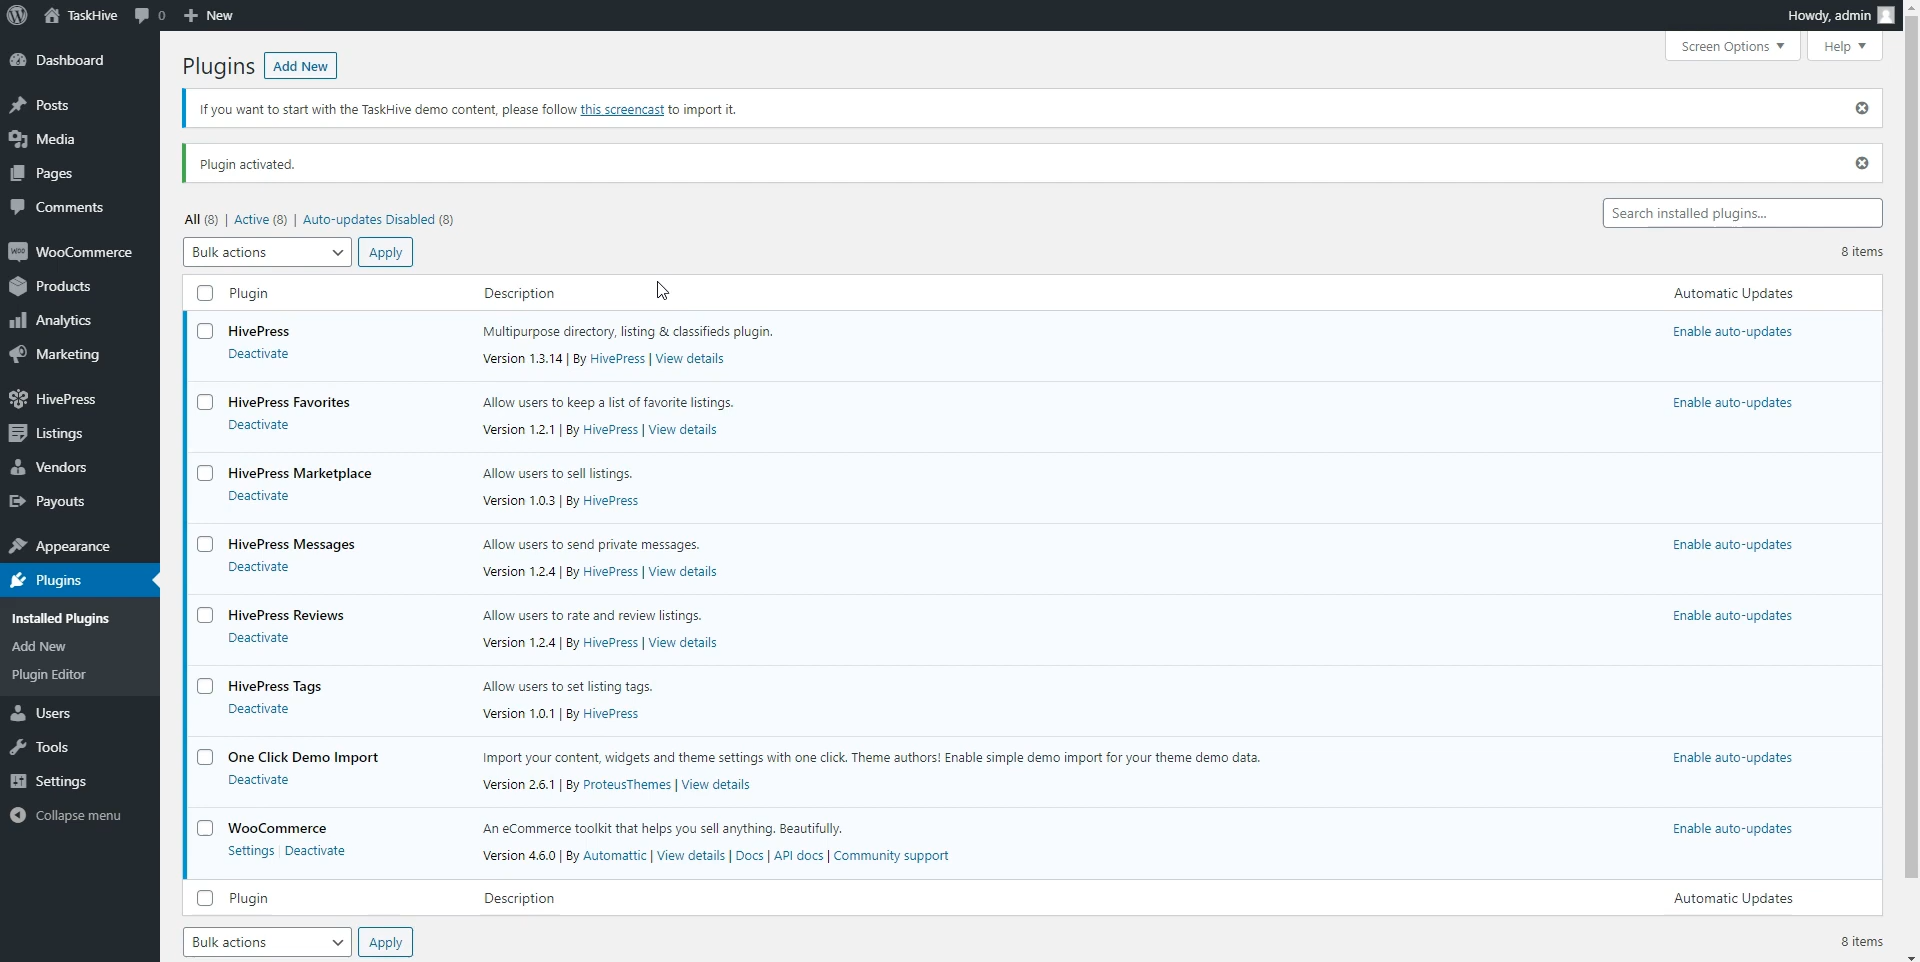 TaskHive 0 New Howdy, admin
Screen Options Help
Dashboard
Posts
Media
Pages
Comments
WooCommerce
Products
Analytics
Marketing
HivePress
Listings
Vendors
Payouts
Appearance
Plugins
Installed Plugins
Add New
Plugin Editor
Users
Tools
Settings
Collapse menu
Plugins Add New
If you want to start with the TaskHive demo content, please follow this screencast to import it.
Plugin activated.
All (8) | Active (8) | Auto-updates Disabled (8)
Search installed plugins...
Bulk actions Apply 8 items
Plugin Description Automatic Updates
HivePress Multipurpose directory, listing & classifieds plugin. Enable auto-updates
Deactivate Version 1.3.14 | By HivePress | View details
HivePress Favorites Allow users to keep a list of favorite listings. Enable auto-updates
Deactivate Version 1.2.1 | By HivePress | View details
HivePress Marketplace Allow users to sell listings.
Deactivate Version 1.0.3 | By HivePress
HivePress Messages Allow users to send private messages. Enable auto-updates
Deactivate Version 1.2.4 | By HivePress | View details
HivePress Reviews Allow users to rate and review listings. Enable auto-updates
Deactivate Version 1.2.4 | By HivePress | View details
HivePress Tags Allow users to set listing tags.
Deactivate Version 1.0.1 | By HivePress
One Click Demo Import Import your content, widgets and theme settings with one click. Theme authors! Enable simple demo import for your theme demo data. Enable auto-updates
Deactivate Version 2.6.1 | By ProteusThemes | View details
WooCommerce An eCommerce toolkit that helps you sell anything. Beautifully. Enable auto-updates
Settings | Deactivate Version 4.6.0 | By Automattic | View details | Docs | API docs | Community support
Plugin Description Automatic Updates
Bulk actions Apply 8 items